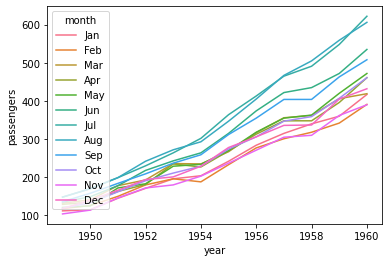 month
Jan
Feb
Mar
Apr
May
Jun
Jul
Aug
Sep
Oct
Nov
Dec
passengers
600
500
400
300
200
100
1950
1952
1954
1956
1958
1960
year